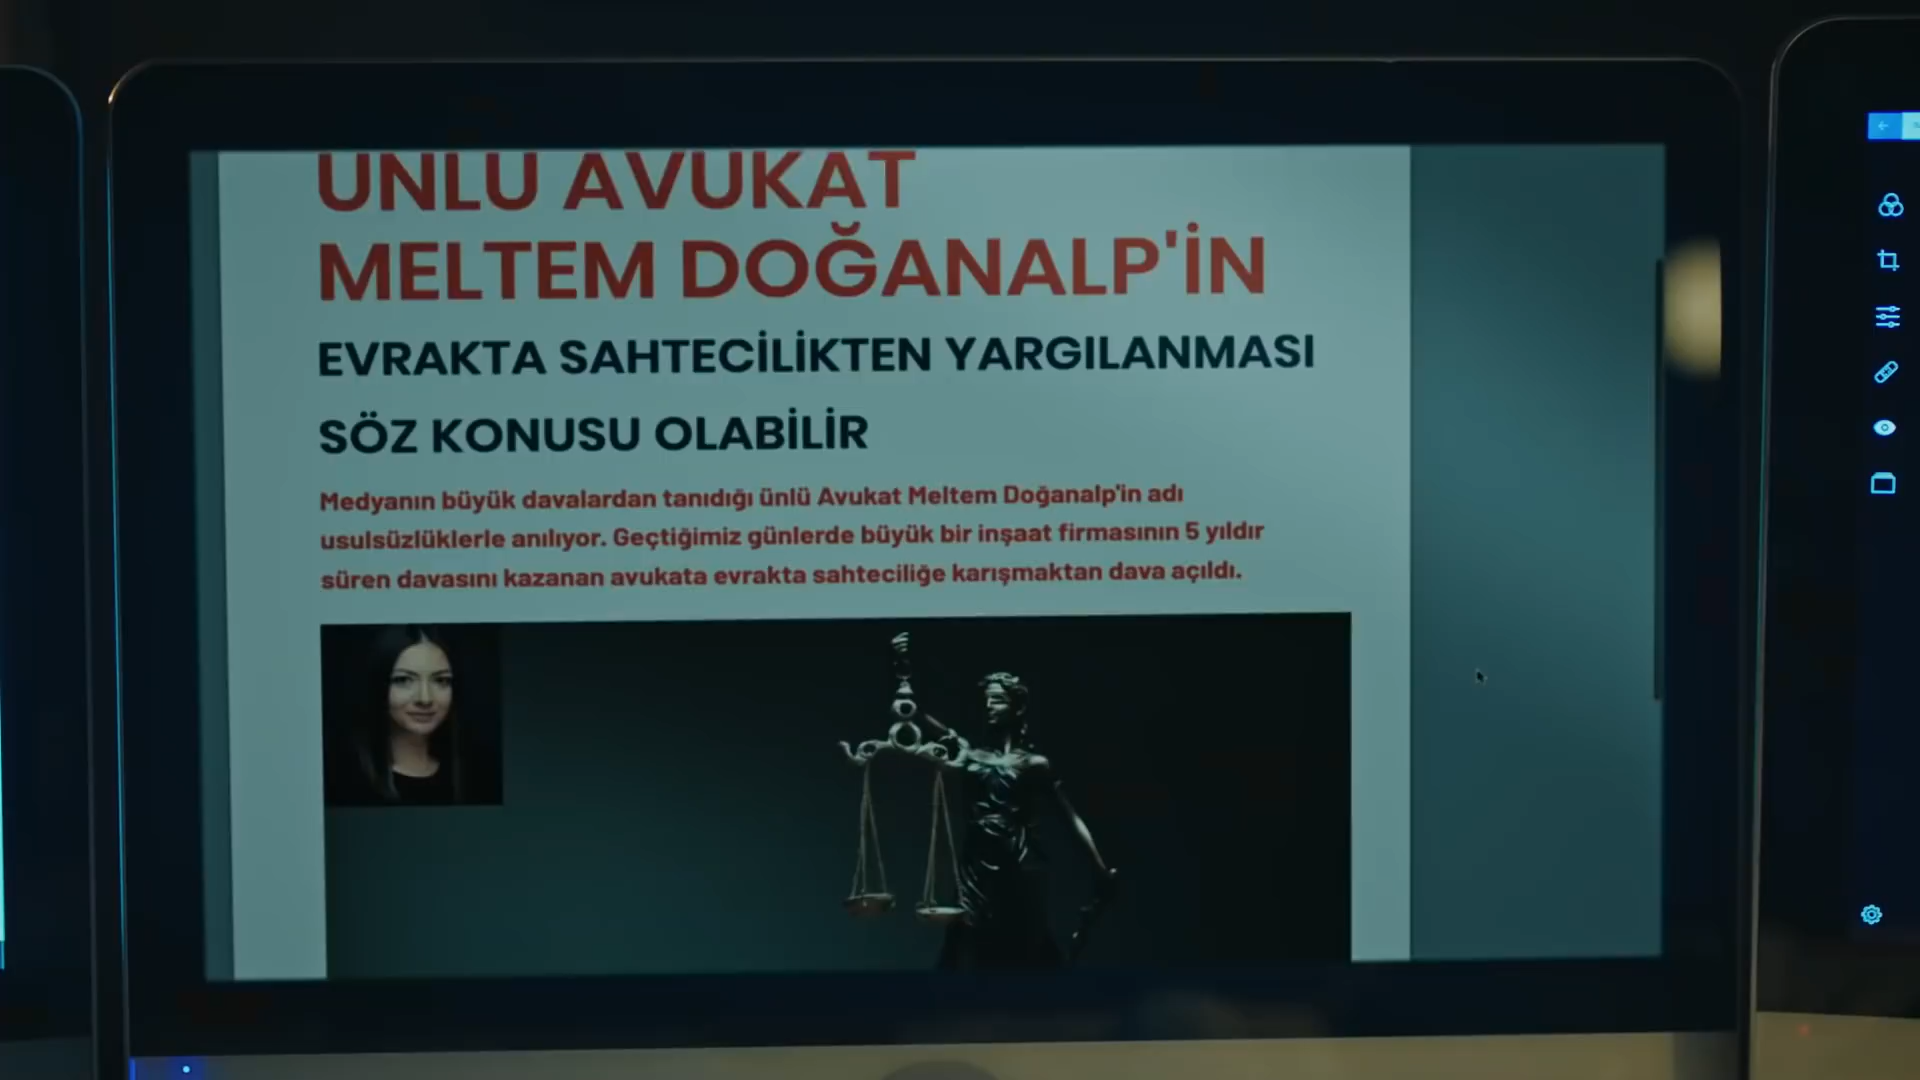 ÜNLÜ AVUKAT
MELTEM DOĞANALP'İN
EVRAKTA SAHTECİLİKTEN YARGILANMASI
SÖZ KONUSU OLABİLİR
Medyanın büyük davalardan tanıdığı ünlü Avukat Meltem Doğanalp'in adı
usulsüzlüklerle anılıyor. Geçtiğimiz günlerde büyük bir inşaat firmasının 5 yıldır
süren davasını kazanan avukata evrakta sahteciliğe karışmaktan dava açıldı.